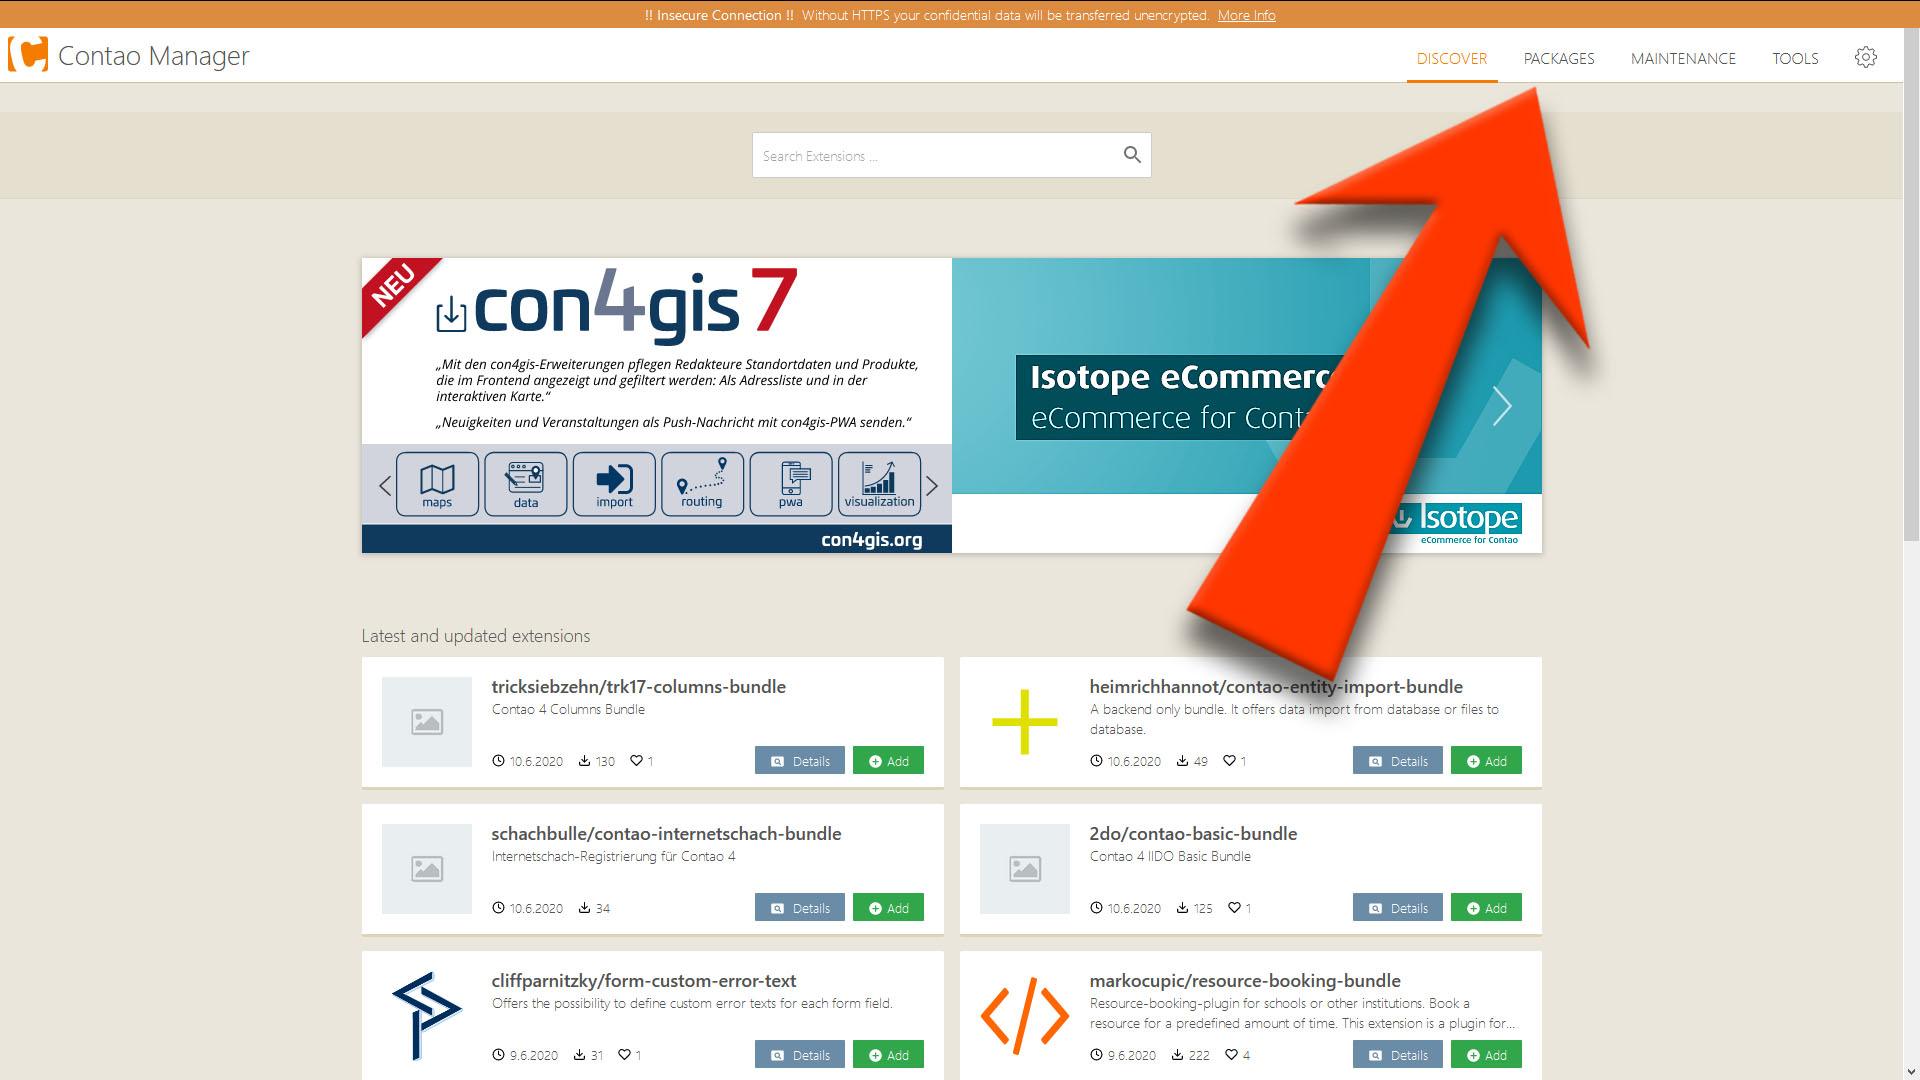 !! Insecure Connection !! Without HTTPS your confidential data will be transferred unencrypted. More Info
Contao Manager
DISCOVER
PACKAGES
MAINTENANCE
TOOLS
Search Extensions ...
NEU
con4gis 7
„Mit den con4gis-Erweiterungen pflegen Redakteure Standortdaten und Produkte,
die im Frontend angezeigt und gefiltert werden: Als Adressliste und in der
interaktiven Karte.“
„Neuigkeiten und Veranstaltungen als Push-Nachricht mit con4gis-PWA senden.“
maps
data
import
routing
pwa
visualization
con4gis.org
Isotope eCommerc
eCommerce for Cont
Isotope
eCommerce for Contao
Latest and updated extensions
tricksiebzehn/trk17-columns-bundle
Contao 4 Columns Bundle
10.6.2020 130 1
Details
Add
heimrichhannot/contao-entity-import-bundle
A backend only bundle. It offers data import from database or files to
database.
10.6.2020 49 1
Details
Add
schachbulle/contao-internetschach-bundle
Internetschach-Registrierung für Contao 4
10.6.2020 34
Details
Add
2do/contao-basic-bundle
Contao 4 IIDO Basic Bundle
10.6.2020 125 1
Details
Add
cliffparnitzky/form-custom-error-text
Offers the possibility to define custom error texts for each form field.
9.6.2020 31 1
Details
Add
markocupic/resource-booking-bundle
Resource-booking-plugin for schools or other institutions. Book a
resource for a predefined amount of time. This extension is a plugin for...
9.6.2020 222 4
Details
Add